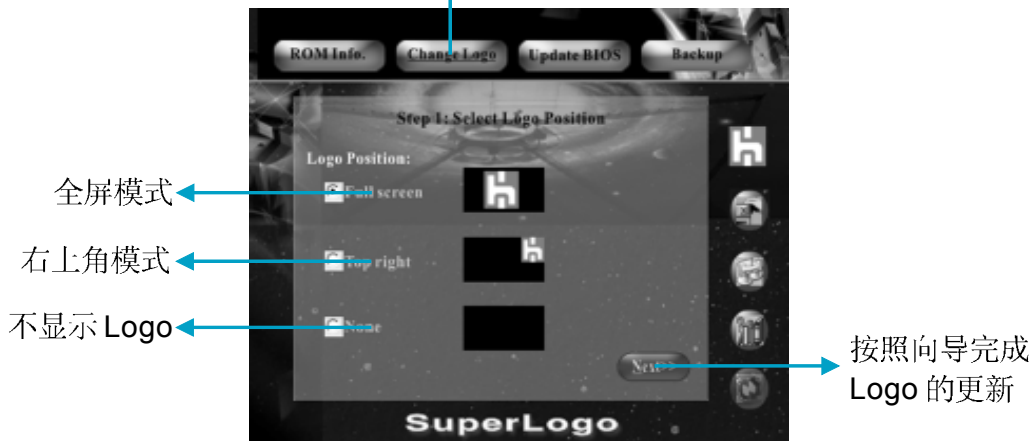 ROM Info. Change Logo Update BIOS Backup
Step 1: Select Logo Position
Logo Position:
全屏模式 Full screen
右上角模式 Top right
不显示 Logo None
Next>>
按照向导完成
Logo 的更新
SuperLogo